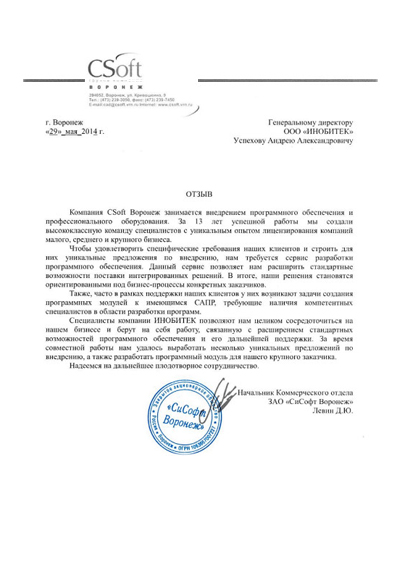 CSoft
ВОРОНЕЖ
г. Воронеж
«29» мая 2014 г.
Генеральному директору
ООО «ИНОБИТЕК»
Успехову Андрею Александровичу
ОТЗЫВ
Компания CSoft Воронеж занимается внедрением программного обеспечения и
профессионального оборудования. За 13 лет успешной работы мы создали
высококлассную команду специалистов с уникальным опытом лицензирования компаний
малого, среднего и крупного бизнеса.
Чтобы удовлетворить специфические требования наших клиентов и строить для
них уникальные предложения по внедрению, нам требуется сервис разработки
программного обеспечения. Данный сервис позволяет нам расширить стандартные
возможности поставки интегрированных решений. В итоге, наши решения становятся
ориентированными под бизнес-процессы конкретных заказчиков.
Также, часто в рамках поддержки наших клиентов у них возникают задачи создания
программных модулей к имеющимся САПР, требующие наличия компетентных
специалистов в области разработки программ.
Специалисты компании ИНОБИТЕК позволяют нам целиком сосредоточиться на
нашем бизнесе и берут на себя работу, связанную с расширением стандартных
возможностей программного обеспечения и его дальнейшей поддержки. За время
совместной работы нам удалось выработать несколько уникальных предложений по
внедрению, а также разработать программный модуль для нашего крупного заказчика.
Надеемся на дальнейшее плодотворное сотрудничество.
Начальник Коммерческого отдела
ЗАО «СиСофт Воронеж»
Левин Д.Ю.
«СиСофт
Воронеж»